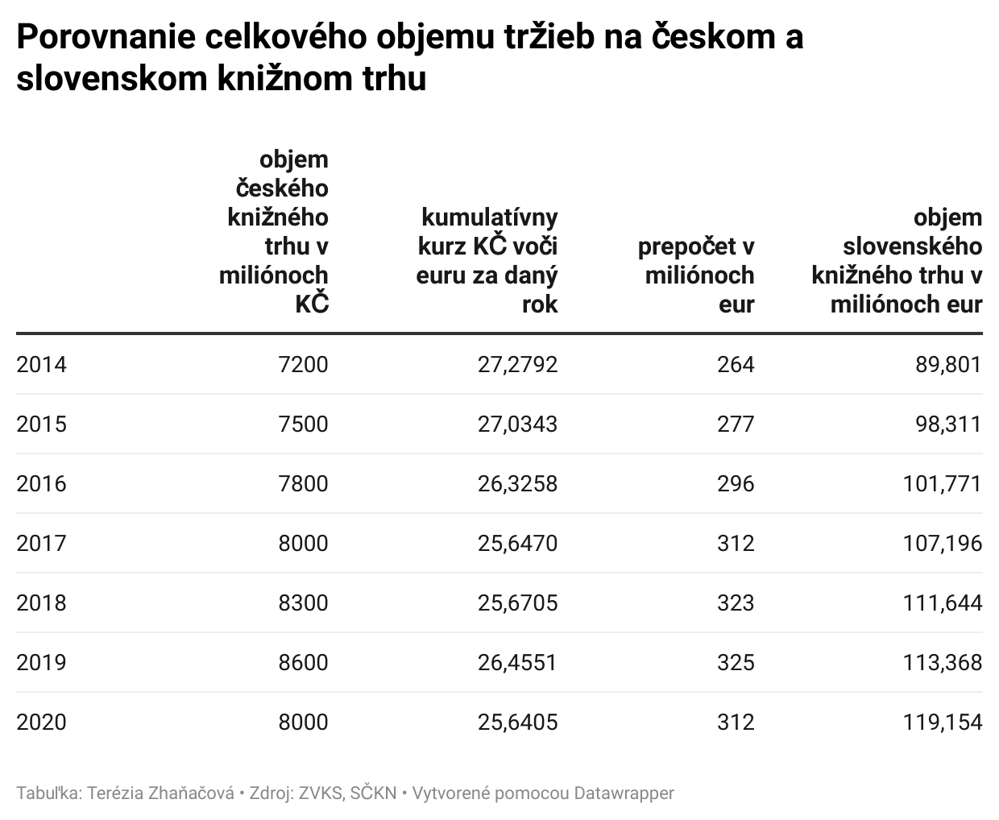 Porovnanie celkového objemu tržieb na českom a
slovenskom knižnom trhu
objem
českého
knižného
trhu v
miliónoch
KČ
kumulatívny
kurz KČ voči
euru za daný
rok
prepočet v
miliónoch
eur
objem
slovenského
knižného trhu v
miliónoch eur
2014 7200 27,2792 264 89,801
2015 7500 27,0343 277 98,311
2016 7800 26,3258 296 101,771
2017 8000 25,6470 312 107,196
2018 8300 25,6705 323 111,644
2019 8600 26,4551 325 113,368
2020 8000 25,6405 312 119,154
Tabuľka: Terézia Zhaňačová • Zdroj: ZVKS, SČKN • Vytvorené pomocou Datawrapper